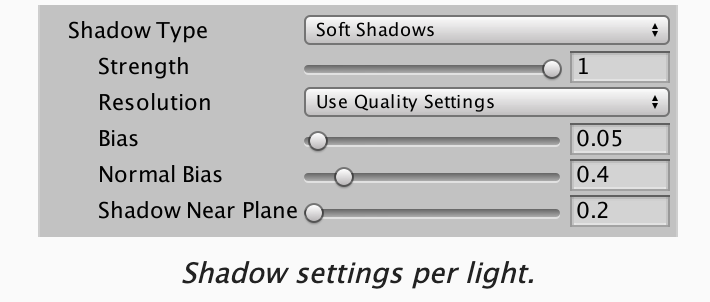 Shadow Type Soft Shadows
Strength 1
Resolution Use Quality Settings
Bias 0.05
Normal Bias 0.4
Shadow Near Plane 0.2
Shadow settings per light.